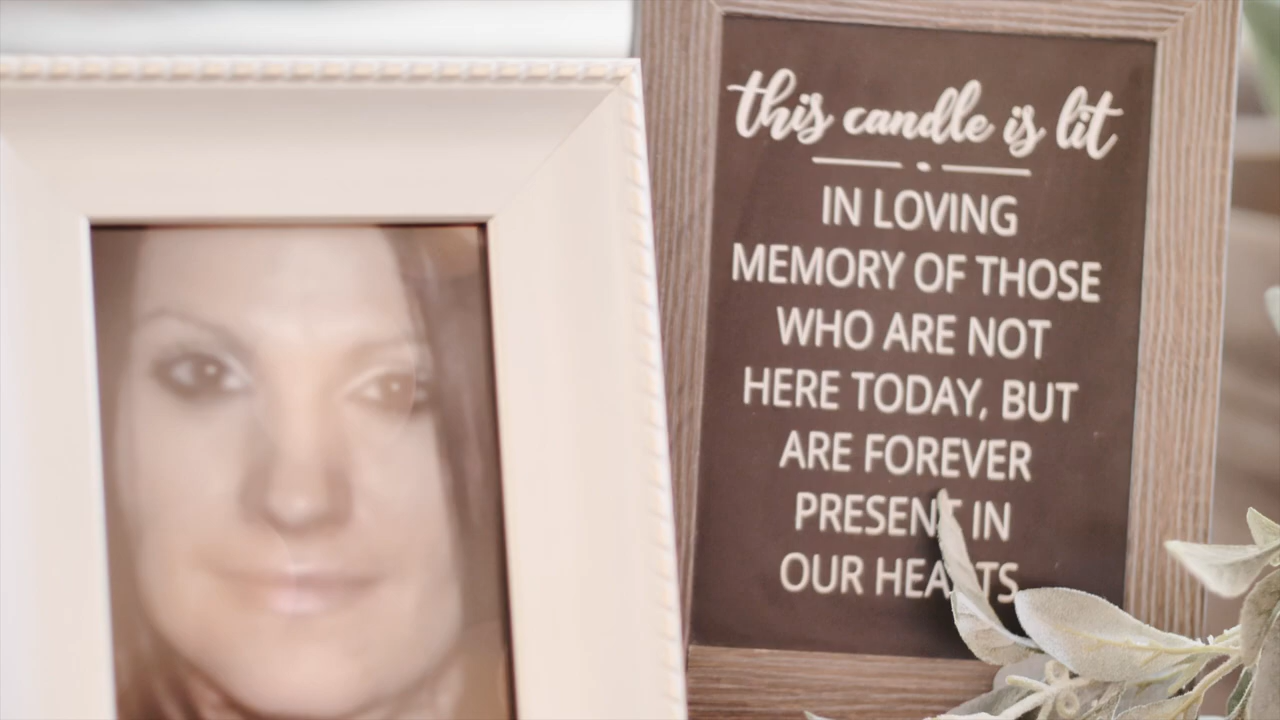 this candle is lit
IN LOVING
MEMORY OF THOSE
WHO ARE NOT
HERE TODAY, BUT
ARE FOREVER
PRESENT IN
OUR HEARTS